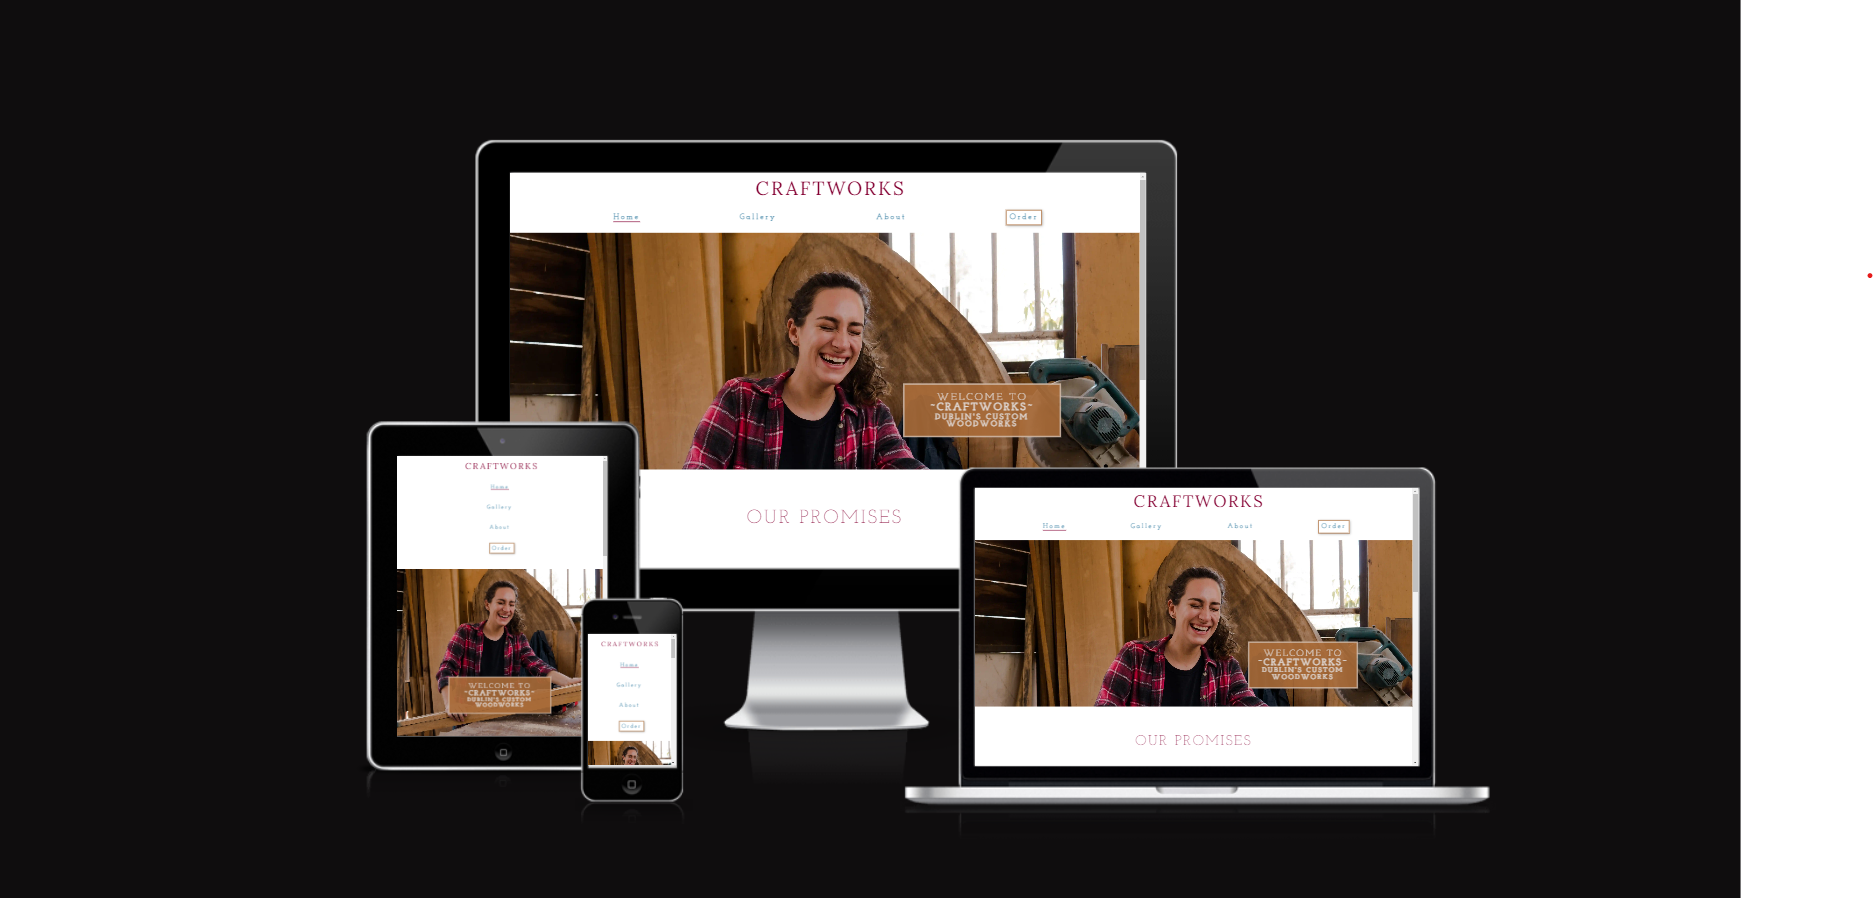 CRAFTWORKS
Home Gallery About Order
WELCOME TO
~CRAFTWORKS~
DUBLIN'S CUSTOM
WOODWORKS
OUR PROMISES
CRAFTWORKS
Home
Gallery
About
Order
WELCOME TO
~CRAFTWORKS~
DUBLIN'S CUSTOM
WOODWORKS
CRAFTWORKS
Home
Gallery
About
Order
CRAFTWORKS
Home Gallery About Order
WELCOME TO
~CRAFTWORKS~
DUBLIN'S CUSTOM
WOODWORKS
OUR PROMISES